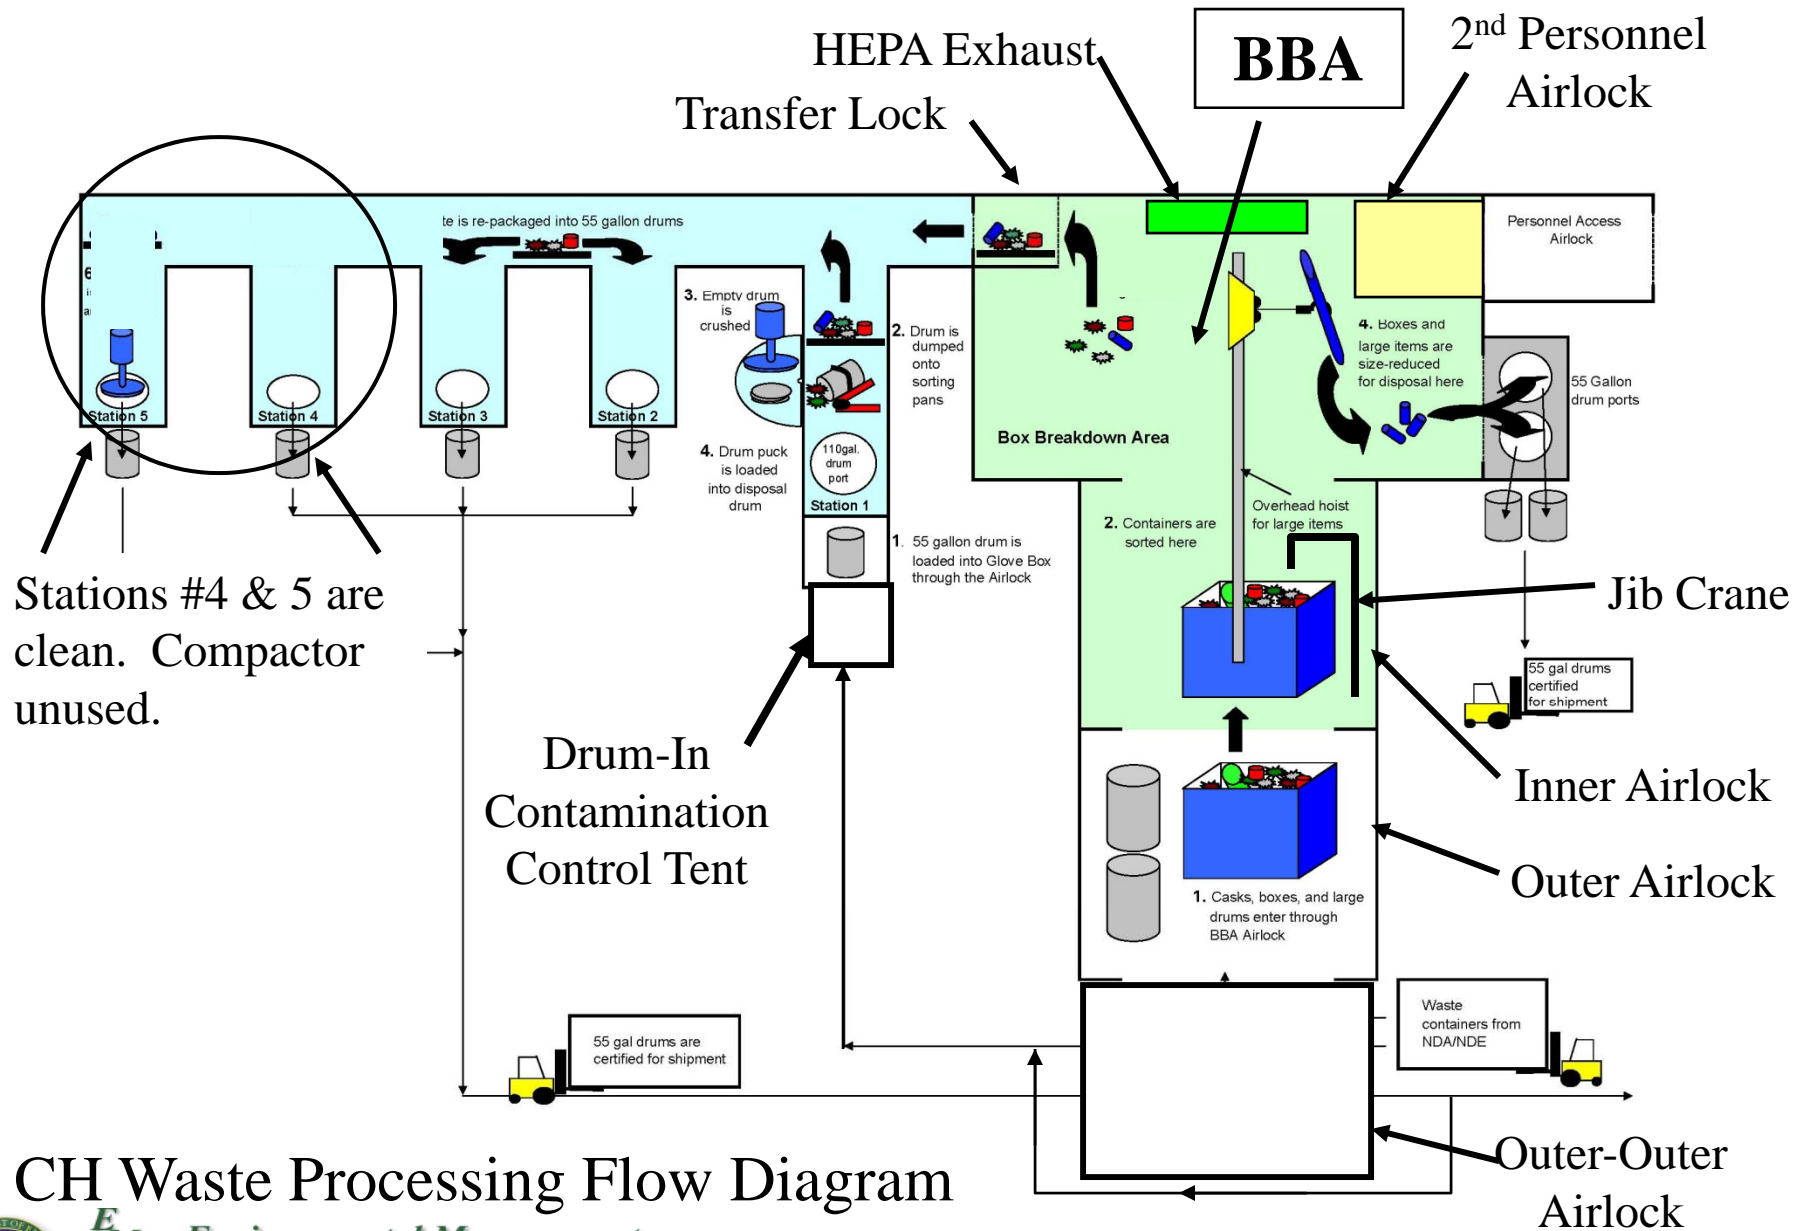 HEPA Exhaust
BBA
2nd Personnel
Airlock
Transfer Lock
te is re-packaged into 55 gallon drums
Personnel Access
Airlock
3. Empty drum
is
crushed
2. Drum is
dumped
onto
sorting
pans
4. Boxes and
large items are
size-reduced
for disposal here
55 Gallon
drum ports
Station 5
Station 4
Station 3
Station 2
4. Drum puck
is loaded
into disposal
drum
110gal.
drum
port
Station 1
Box Breakdown Area
Overhead hoist
for large items
2. Containers are
sorted here
1. 55 gallon drum is
loaded into Glove Box
through the Airlock
Stations #4 & 5 are
clean. Compactor
unused.
Jib Crane
55 gal drums
certified
for shipment
Drum-In
Contamination
Control Tent
Inner Airlock
Outer Airlock
1. Casks, boxes, and large
drums enter through
BBA Airlock
55 gal drums are
certified for shipment
Waste
containers from
NDA/NDE
Outer-Outer
Airlock
CH Waste Processing Flow Diagram